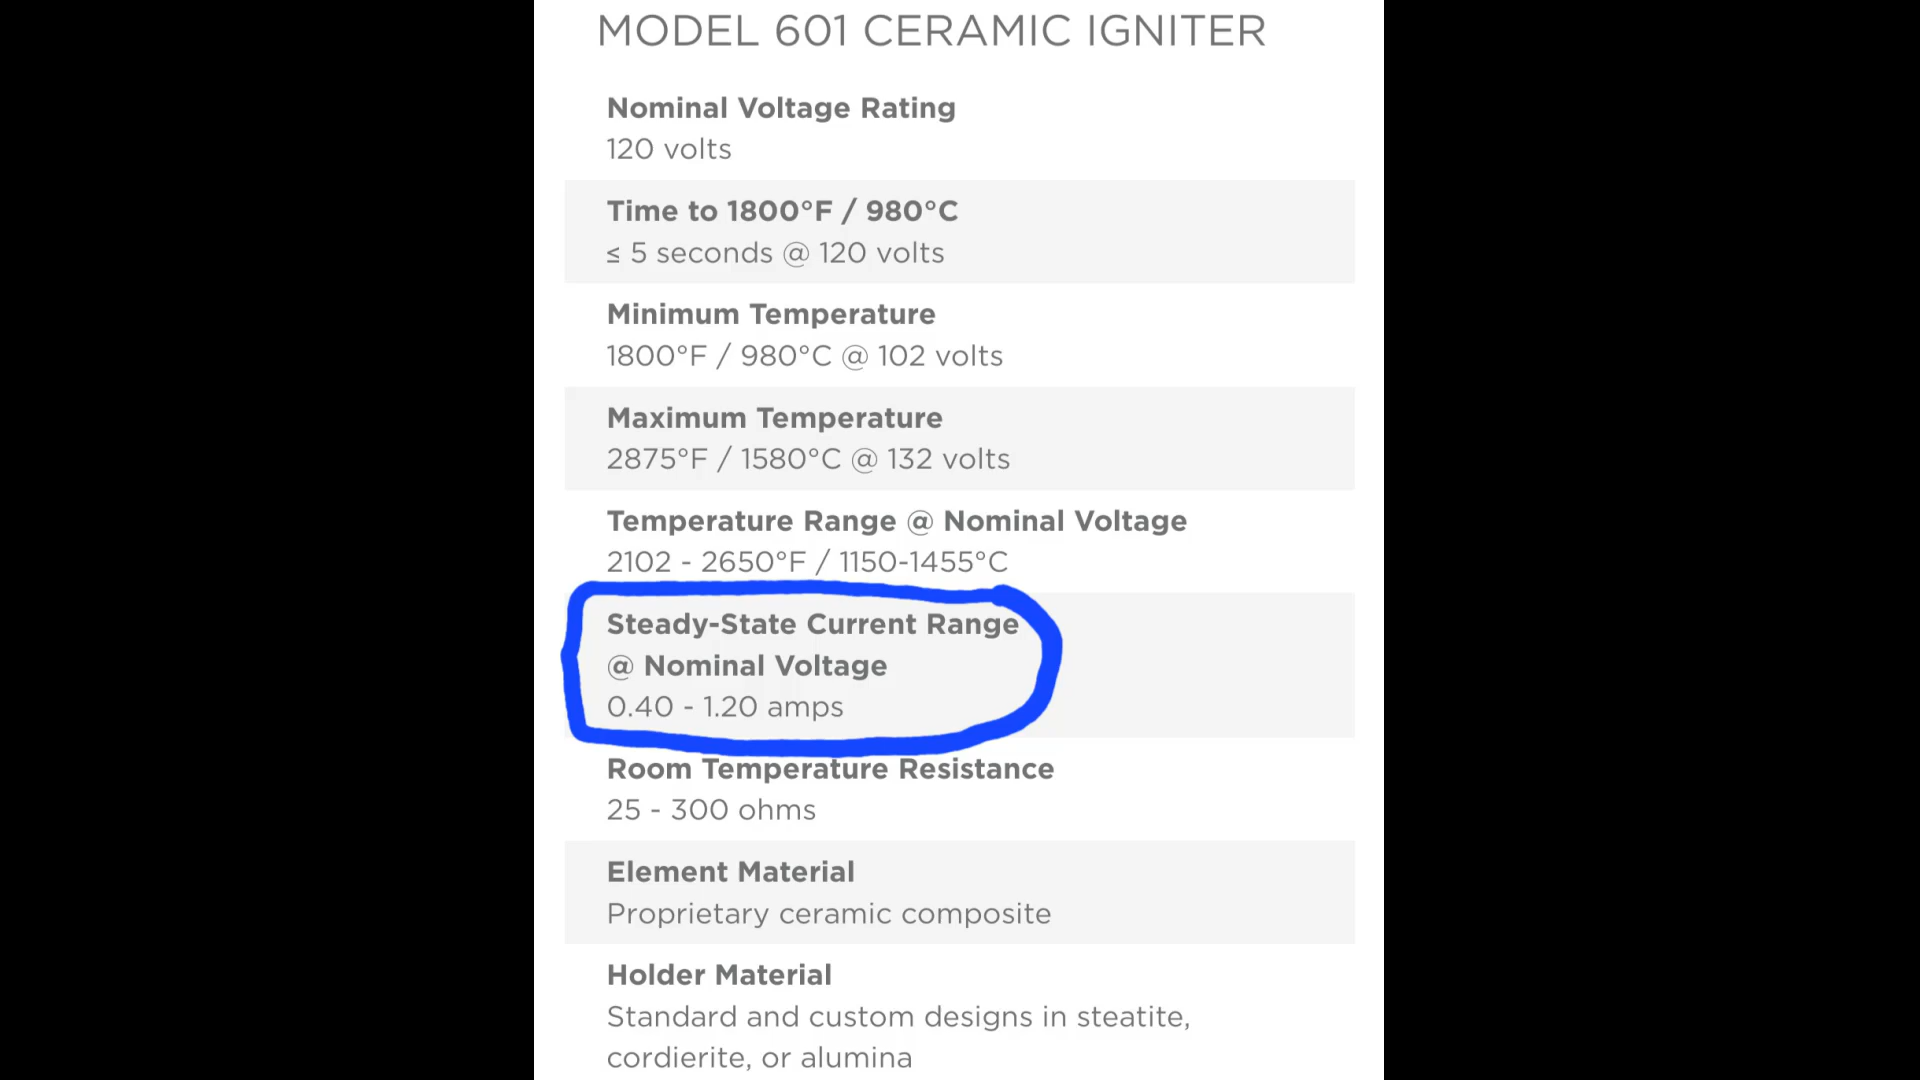 MODEL 601 CERAMIC IGNITER
Nominal Voltage Rating
120 volts
Time to 1800°F / 980°C
≤ 5 seconds @ 120 volts
Minimum Temperature
1800°F / 980°C @ 102 volts
Maximum Temperature
2875°F / 1580°C @ 132 volts
Temperature Range @ Nominal Voltage
2102 - 2650°F / 1150-1455°C
Steady-State Current Range
@ Nominal Voltage
0.40 - 1.20 amps
Room Temperature Resistance
25 - 300 ohms
Element Material
Proprietary ceramic composite
Holder Material
Standard and custom designs in steatite,
cordierite, or alumina